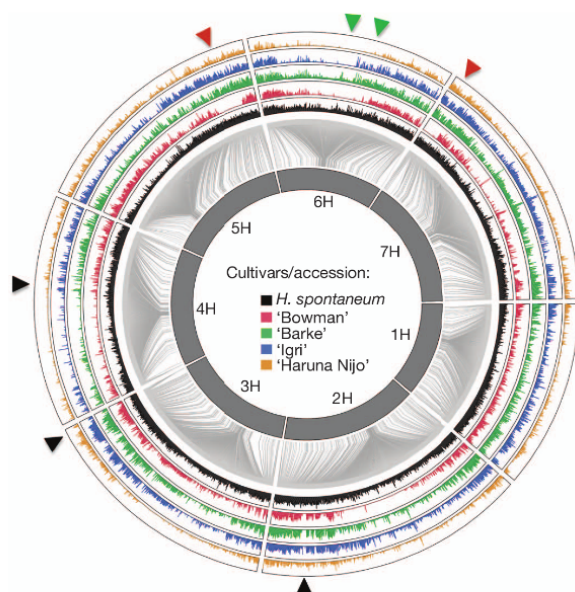 6H
5H
7H
Cultivars/accession:
4H
H. spontaneum
'Bowman'
1H
'Barke'
'Igri'
'Haruna Nijo'
3H
2H